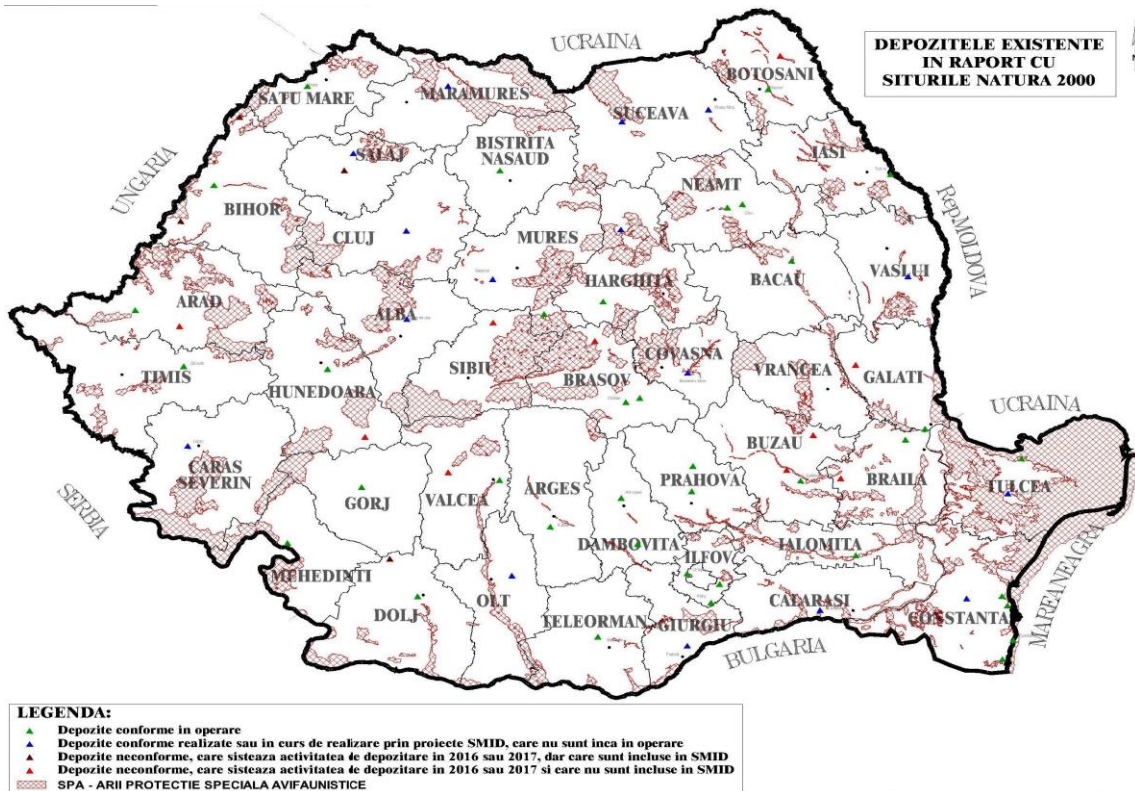 UCRAINA
DEPOZITELE EXISTENTE
IN RAPORT CU
SITURILE NATURA 2000
BOTOSANI
SATU MARE
MARAMURES
SUCEAVA
BISTRITA
NASAUD
IASI
SALAJ
UNGARIA
NEAMT
BIHOR
Rep.MOLDOVA
CLUJ
MURES
HARGHITA
BACAU
VASLUI
ARAD
ALBA
TIMIS
SIBIU
COVASNA
BRASOV
VRANCEA
GALATI
HUNEDOARA
UCRAINA
BUZAU
CARAS
SEVERIN
PRAHOVA
BRAILA
TULCEA
GORJ
VALCEA
ARGES
SERBIA
DAMBOVITA
ILFOV
IALOMITA
MEHEDINTI
MAREANEAGRA
DOLJ
OLT
TELEORMAN
GIURGIU
CALARASI
CONSTANTA
BULGARIA
LEGENDA:
Depozite conforme in operare
Depozite conforme realizate sau in curs de realizare prin proiecte SMID, care nu sunt inca in operare
Depozite neconforme, care sisteaza activitatea de depozitare in 2016 sau 2017, dar care sunt incluse in SMID
Depozite neconforme, care sisteaza activitatea de depozitare in 2016 sau 2017 si care nu sunt incluse in SMID
SPA - ARII PROTECTIE SPECIALA AVIFAUNISTICE